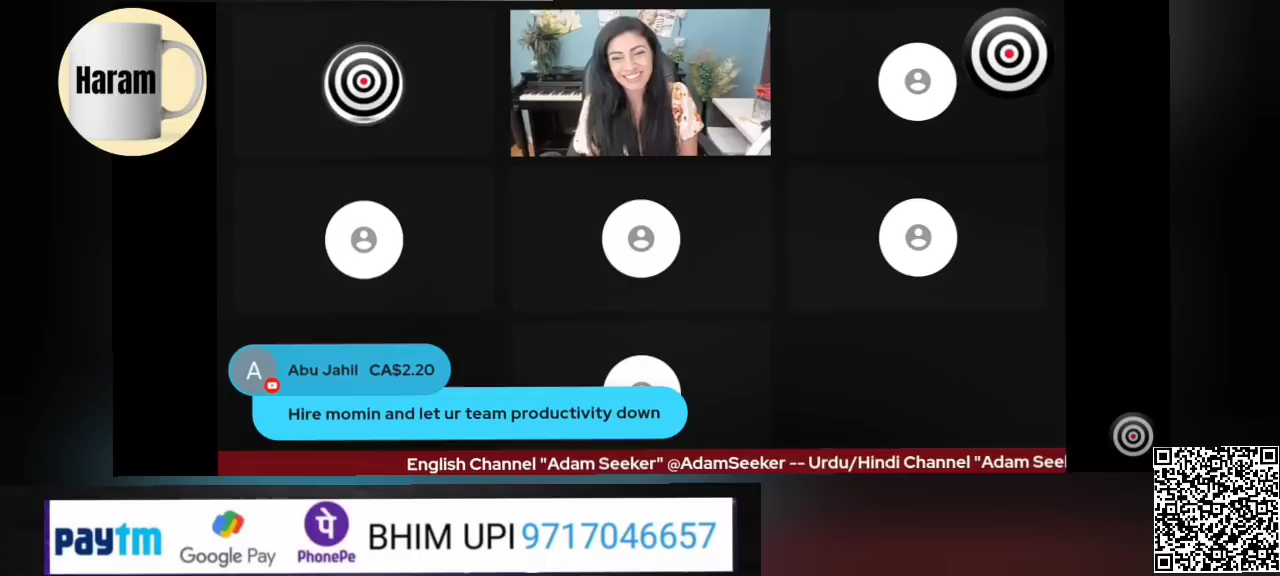 Haram
A
Abu Jahil CA$2.20
Hire momin and let ur team productivity down
English Channel "Adam Seeker" @AdamSeeker -- Urdu/Hindi Channel "Adam See
paytm
Google Pay
पे
PhonePe
BHIM UPI 9717046657